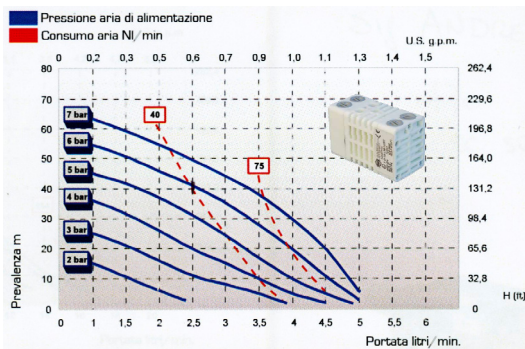 Pressione aria di alimentazione
Consumo aria Nl/min
U.S. g.p.m.
0 0,2 0,3 0,5 0,6 0,7 0,9 1,0 1,1 1,3 1,4 1,5
80 262,4
70 229,6
7 bar 40
60 196,8
6 bar
50 164,0
5 bar 75
40 131,2
4 bar
30 98,4
3 bar
20 65,6
2 bar
10 32,8
0 0
H (ft)
Prevalenza m
0 1 1,5 2 2,5 3 3,5 4 4,5 5 5,5 6
Portata litri/min.